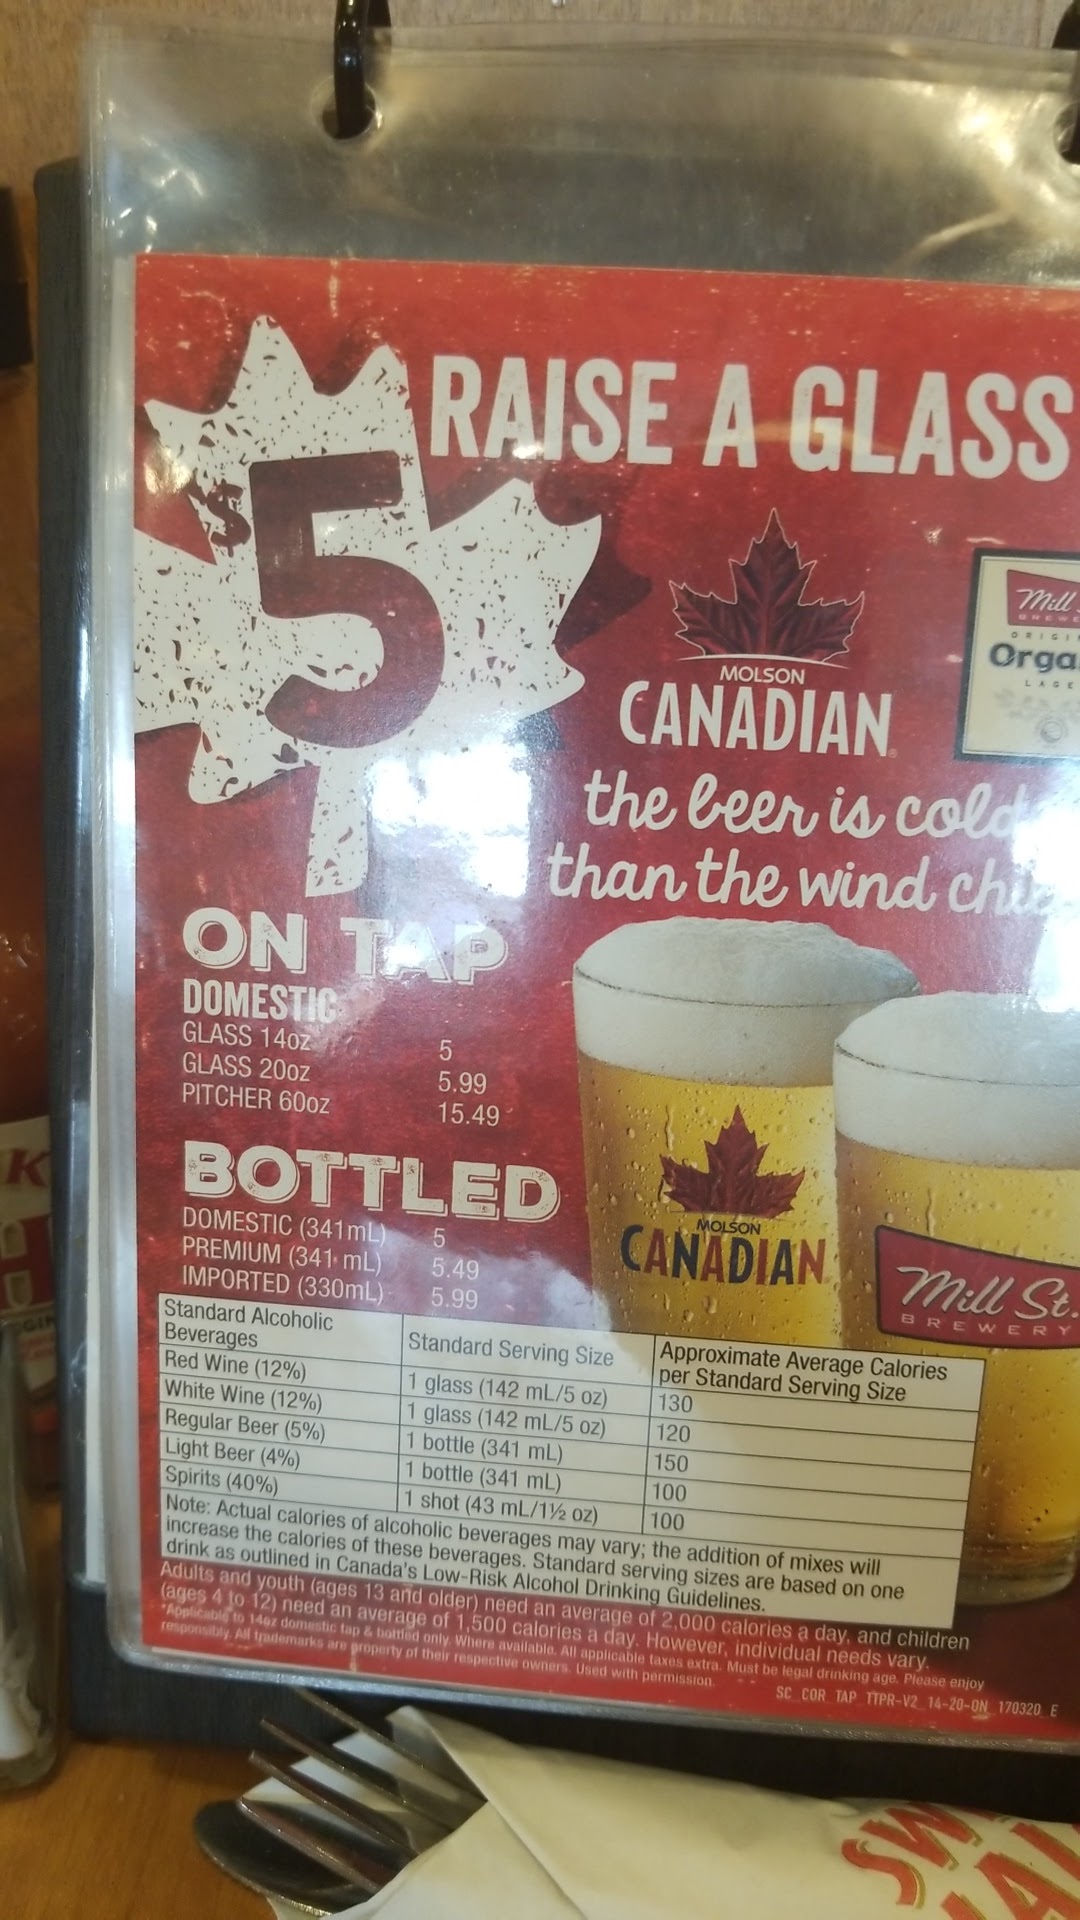 RAISE A GLASS
$5*
MOLSON
CANADIAN
the beer is
than the wind
Mill
Orga
LAGE
ON TAP
DOMESTIC
GLASS 14oz 5
GLASS 20oz 5.99
PITCHER 60oz 15.49
BOTTLED
DOMESTIC (341mL) 5
PREMIUM (341 mL) 5.49
IMPORTED (330mL) 5.99
MOLSON
CANADIAN
Mill St.
BREWERY
Standard Alcoholic Beverages Standard Serving Size Approximate Average Calories per Standard Serving Size
Red Wine (12%) 1 glass (142 mL/5 oz) 130
White Wine (12%) 1 glass (142 mL/5 oz) 120
Regular Beer (5%) 1 bottle (341 mL) 150
Light Beer (4%) 1 bottle (341 mL) 100
Spirits (40%) 1 shot (43 mL/1½ oz) 100
Note: Actual calories of alcoholic beverages may vary; the addition of mixes will
increase the calories of these beverages. Standard serving sizes are based on one
drink as outlined in Canada's Low-Risk Alcohol Drinking Guidelines.
Adults and youth (ages 13 and older) need an average of 2,000 calories a day, and children
(ages 4 to 12) need an average of 1,500 calories a day. However, individual needs vary.
*Applicable to 14oz domestic tap & bottled only. Where available. All applicable taxes extra. Must be legal drinking age. Please enjoy
responsibly. All trademarks are property of their respective owners. Used with permission.
SC_COR_TAP_TTPR-V2_14-20-ON_170320_E